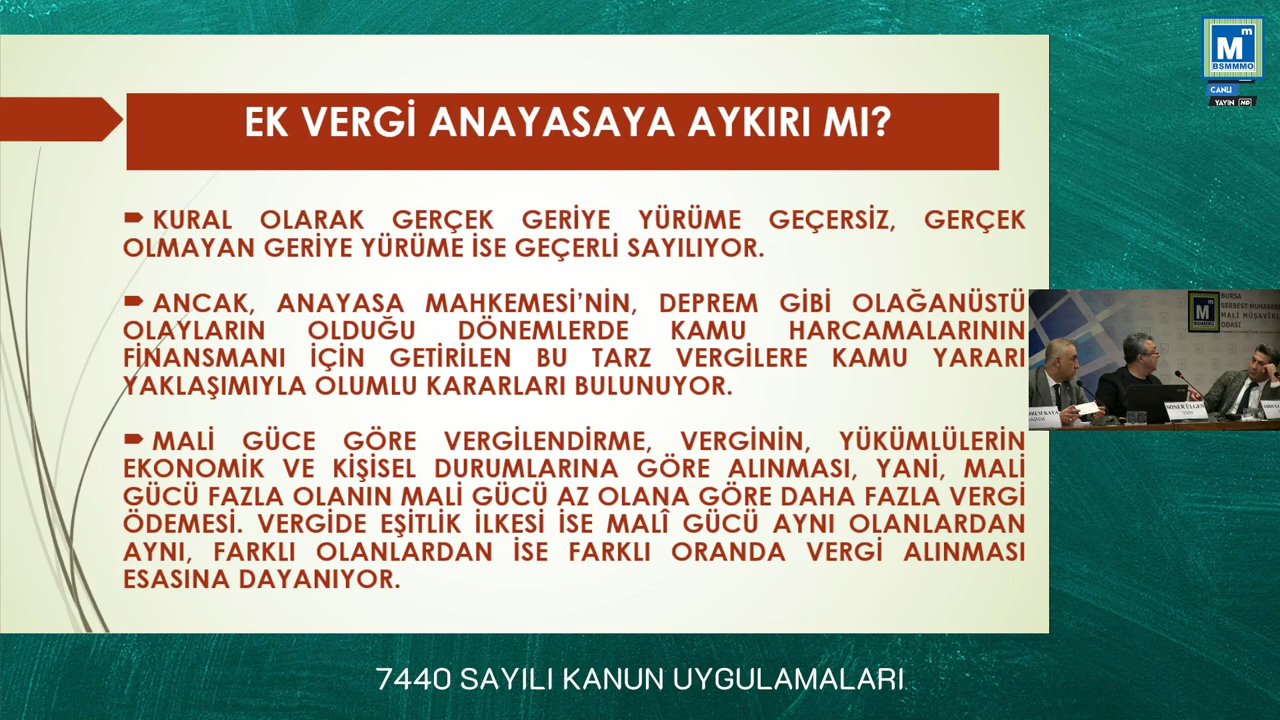 EK VERGİ ANAYASAYA AYKIRI MI?
KURAL OLARAK GERÇEK GERİYE YÜRÜME GEÇERSİZ, GERÇEK
OLMAYAN GERİYE YÜRÜME İSE GEÇERLİ SAYILIYOR.
ANCAK, ANAYASA MAHKEMESİ’NİN, DEPREM GİBİ OLAĞANÜSTÜ
OLAYLARIN OLDUĞU DÖNEMLERDE KAMU HARCAMALARININ
FİNANSMANI İÇİN GETİRİLEN BU TARZ VERGİLERE KAMU YARARI
YAKLAŞIMIYLA OLUMLU KARARLARI BULUNUYOR.
MALİ GÜCE GÖRE VERGİLENDİRME, VERGİNİN, YÜKÜMLÜLERİN
EKONOMİK VE KİŞİSEL DURUMLARINA GÖRE ALINMASI, YANİ, MALİ
GÜCÜ FAZLA OLANIN MALİ GÜCÜ AZ OLANA GÖRE DAHA FAZLA VERGİ
ÖDEMESİ. VERGİDE EŞİTLİK İLKESİ İSE MALÎ GÜCÜ AYNI OLANLARDAN
AYNI, FARKLI OLANLARDAN İSE FARKLI ORANDA VERGİ ALINMASI
ESASINA DAYANIYOR.
Mm
BSMMMO
CANLI
YAYIN HD
BURSA
SERBEST MUHASEBE
MALİ MÜŞAVİRL
ODASI
SONER ÜLGEN
7440 SAYILI KANUN UYGULAMALARI